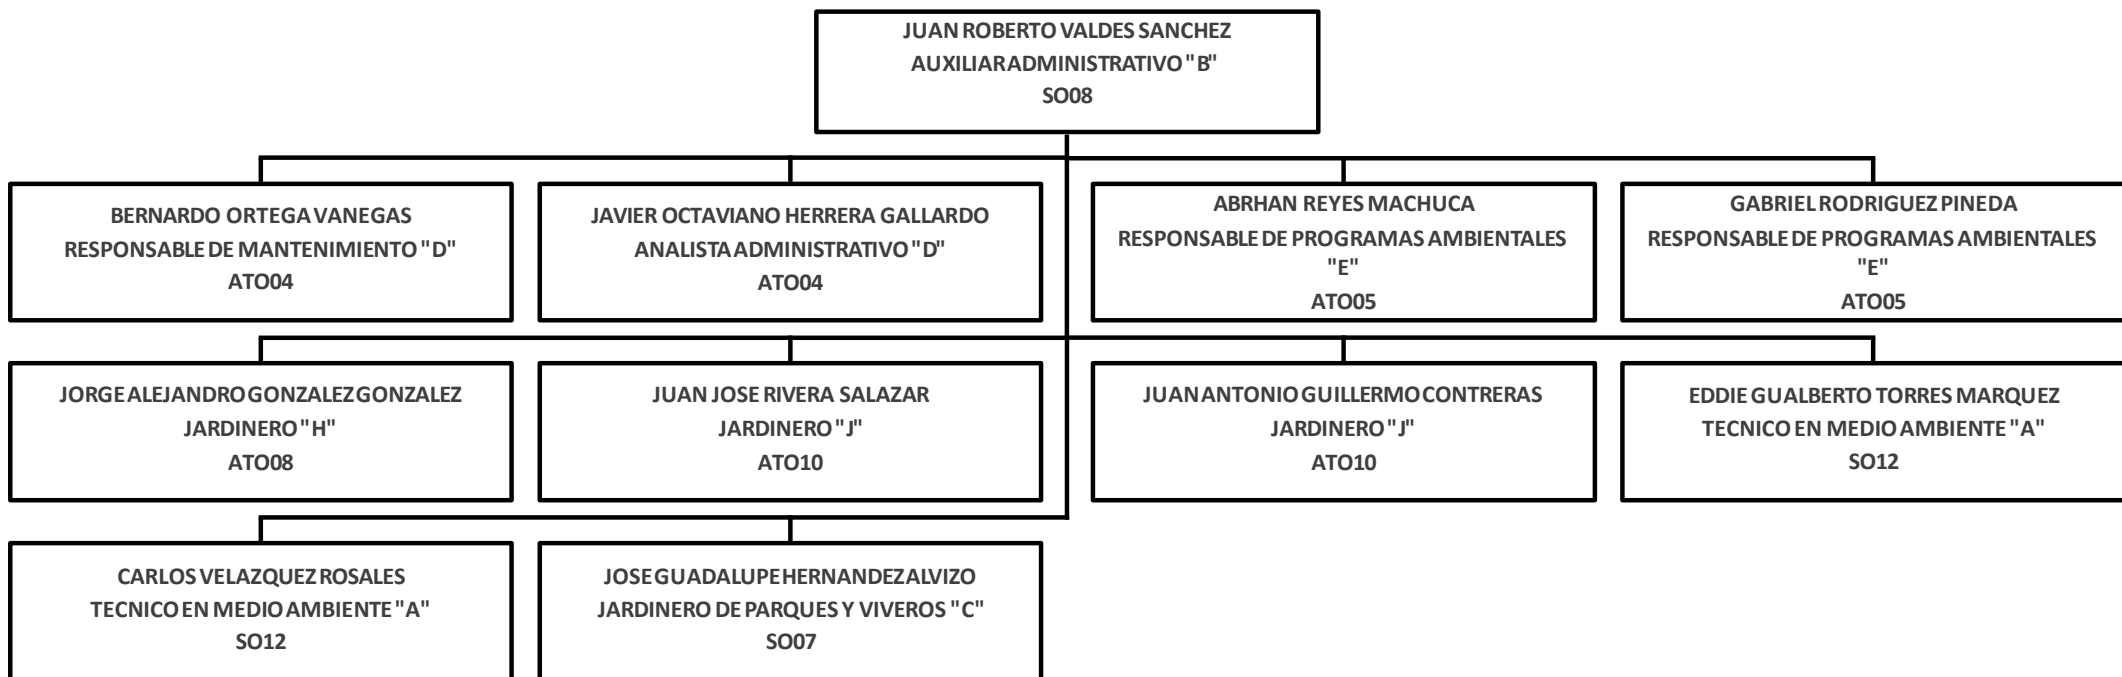 JUAN ROBERTO VALDES SANCHEZ
AUXILIAR ADMINISTRATIVO "B"
SO08
BERNARDO ORTEGA VANEGAS
RESPONSABLE DE MANTENIMIENTO "D"
ATO04
JAVIER OCTAVIANO HERRERA GALLARDO
ANALISTA ADMINISTRATIVO "D"
ATO04
ABRHAN REYES MACHUCA
RESPONSABLE DE PROGRAMAS AMBIENTALES
"E"
ATO05
GABRIEL RODRIGUEZ PINEDA
RESPONSABLE DE PROGRAMAS AMBIENTALES
"E"
ATO05
JORGE ALEJANDRO GONZALEZ GONZALEZ
JARDINERO "H"
ATO08
JUAN JOSE RIVERA SALAZAR
JARDINERO "J"
ATO10
JUAN ANTONIO GUILLERMO CONTRERAS
JARDINERO "J"
ATO10
EDDIE GUALBERTO TORRES MARQUEZ
TECNICO EN MEDIO AMBIENTE "A"
SO12
CARLOS VELAZQUEZ ROSALES
TECNICO EN MEDIO AMBIENTE "A"
SO12
JOSE GUADALUPE HERNANDEZ ALVIZO
JARDINERO DE PARQUES Y VIVEROS "C"
SO07